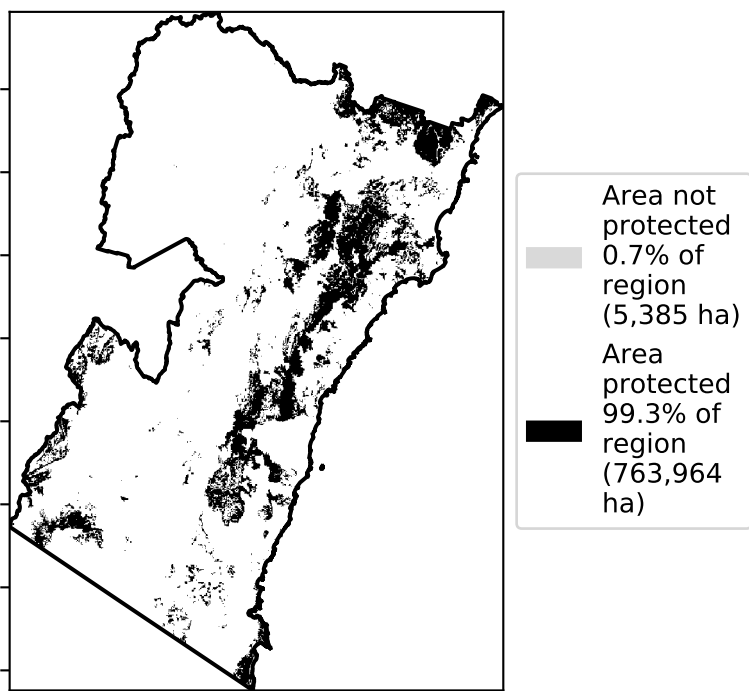 Area not
protected
0.7% of
region
(5,385 ha)
Area
protected
99.3% of
region
(763,964
ha)